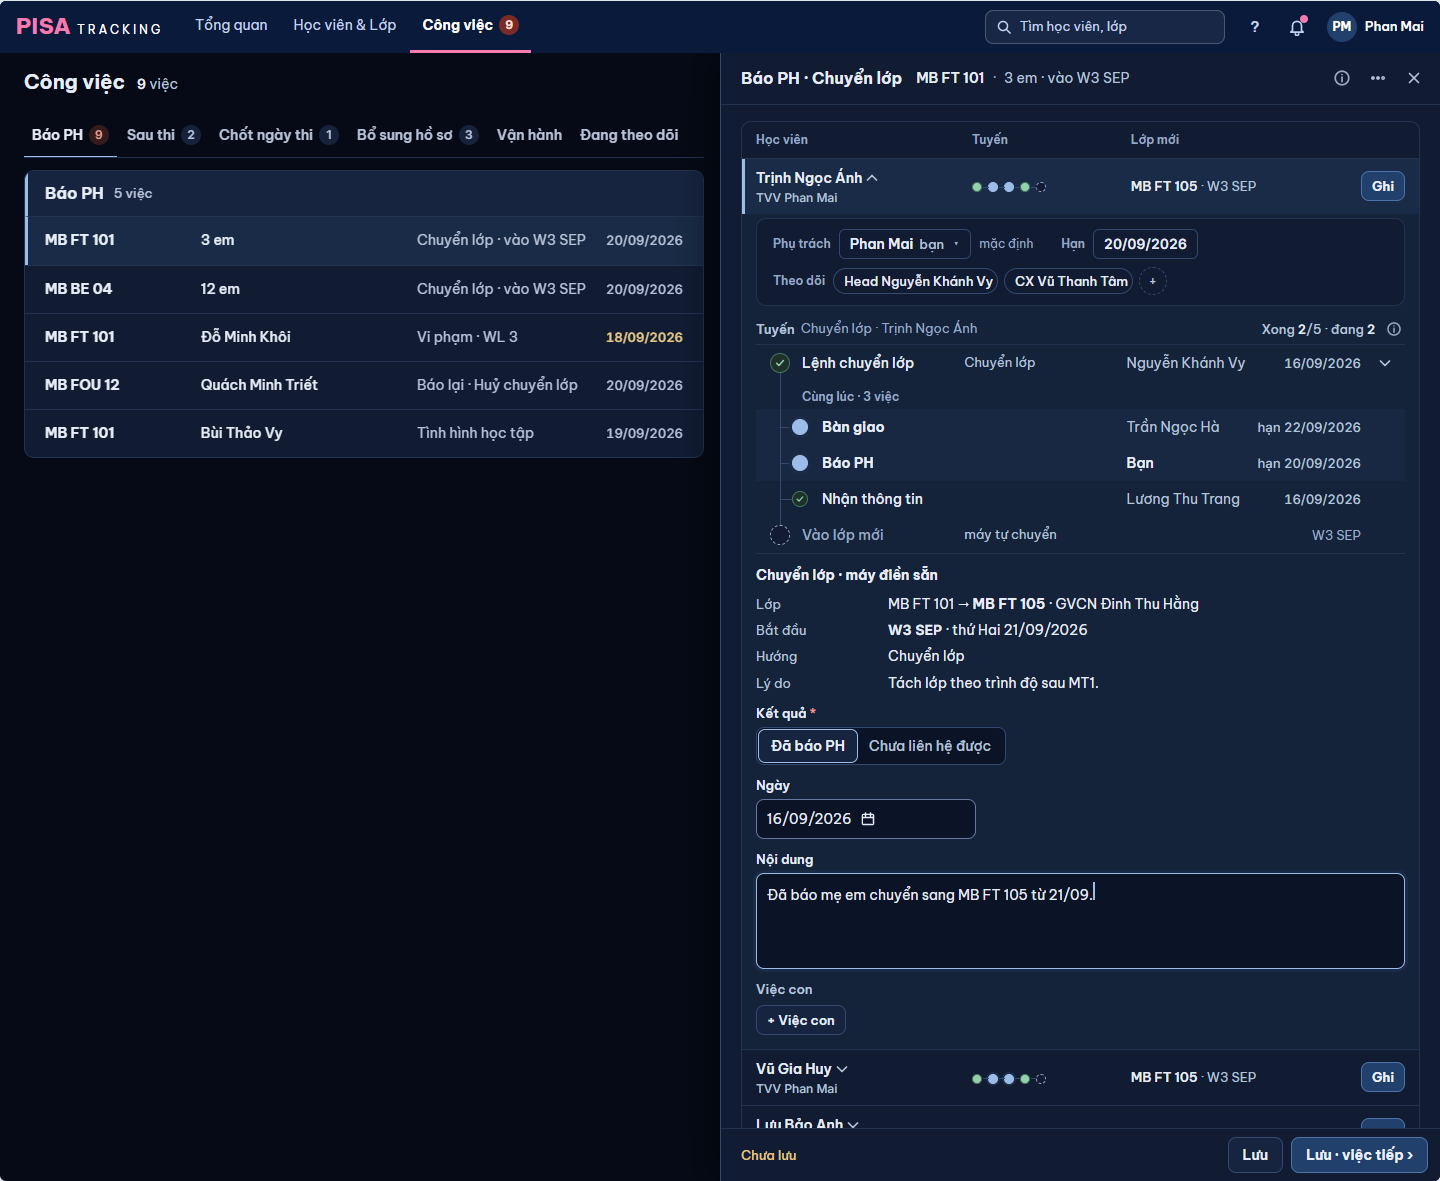 PISA TRACKING
Tổng quan
Học viên & Lớp
Công việc 9
Tìm học viên, lớp
?
PM Phan Mai
Công việc 9 việc
Báo PH 9
Sau thi 2
Chốt ngày thi 1
Bổ sung hồ sơ 3
Vận hành
Đang theo dõi
Báo PH 5 việc
MB FT 101 3 em Chuyển lớp · vào W3 SEP 20/09/2026
MB BE 04 12 em Chuyển lớp · vào W3 SEP 20/09/2026
MB FT 101 Đỗ Minh Khôi Vi phạm · WL 3 18/09/2026
MB FOU 12 Quách Minh Triết Báo lại · Huỷ chuyển lớp 20/09/2026
MB FT 101 Bùi Thảo Vy Tình hình học tập 19/09/2026
Báo PH · Chuyển lớp MB FT 101 · 3 em · vào W3 SEP
Học viên Tuyến Lớp mới
Trịnh Ngọc Ánh
TVV Phan Mai
MB FT 105 · W3 SEP
Ghi
Phụ trách Phan Mai bạn mặc định Hạn 20/09/2026
Theo dõi Head Nguyễn Khánh Vy CX Vũ Thanh Tâm +
Tuyến Chuyển lớp · Trịnh Ngọc Ánh Xong 2/5 · đang 2
Lệnh chuyển lớp Chuyển lớp Nguyễn Khánh Vy 16/09/2026
Cùng lúc · 3 việc
Bàn giao Trần Ngọc Hà hạn 22/09/2026
Báo PH Bạn hạn 20/09/2026
Nhận thông tin Lương Thu Trang 16/09/2026
Vào lớp mới máy tự chuyển W3 SEP
Chuyển lớp · máy điền sẵn
Lớp MB FT 101 → MB FT 105 · GVCN Đinh Thu Hằng
Bắt đầu W3 SEP · thứ Hai 21/09/2026
Hướng Chuyển lớp
Lý do Tách lớp theo trình độ sau MT1.
Kết quả *
Đã báo PH Chưa liên hệ được
Ngày
16/09/2026
Nội dung
Đã báo mẹ em chuyển sang MB FT 105 từ 21/09.
Việc con
+ Việc con
Vũ Gia Huy
TVV Phan Mai
MB FT 105 · W3 SEP
Ghi
Lưu Bảo Anh
Chưa lưu
Lưu
Lưu · việc tiếp ›